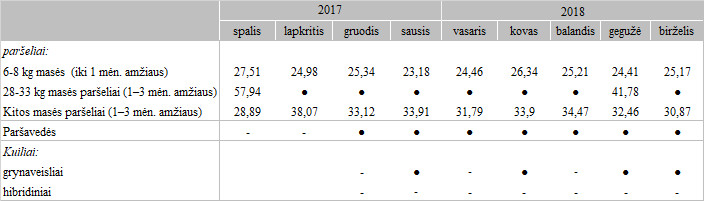 2017 2018
spalis lapkritis gruodis sausis vasaris kovas balandis gegužė birželis
paršeliai:
6-8 kg masės (iki 1 mėn. amžiaus) 27,51 24,98 25,34 23,18 24,46 26,34 25,21 24,41 25,17
28-33 kg masės paršeliai (1–3 mėn. amžiaus) 57,94 ● ● ● ● ● ● 41,78 ●
Kitos masės paršeliai (1–3 mėn. amžiaus) 28,89 38,07 33,12 33,91 31,79 33,9 34,47 32,46 30,87
Paršavedės - - ● ● ● ● ● ● ●
Kuiliai:
grynaveisliai - ● - ● - ● ●
hibridiniai - - - - - - -